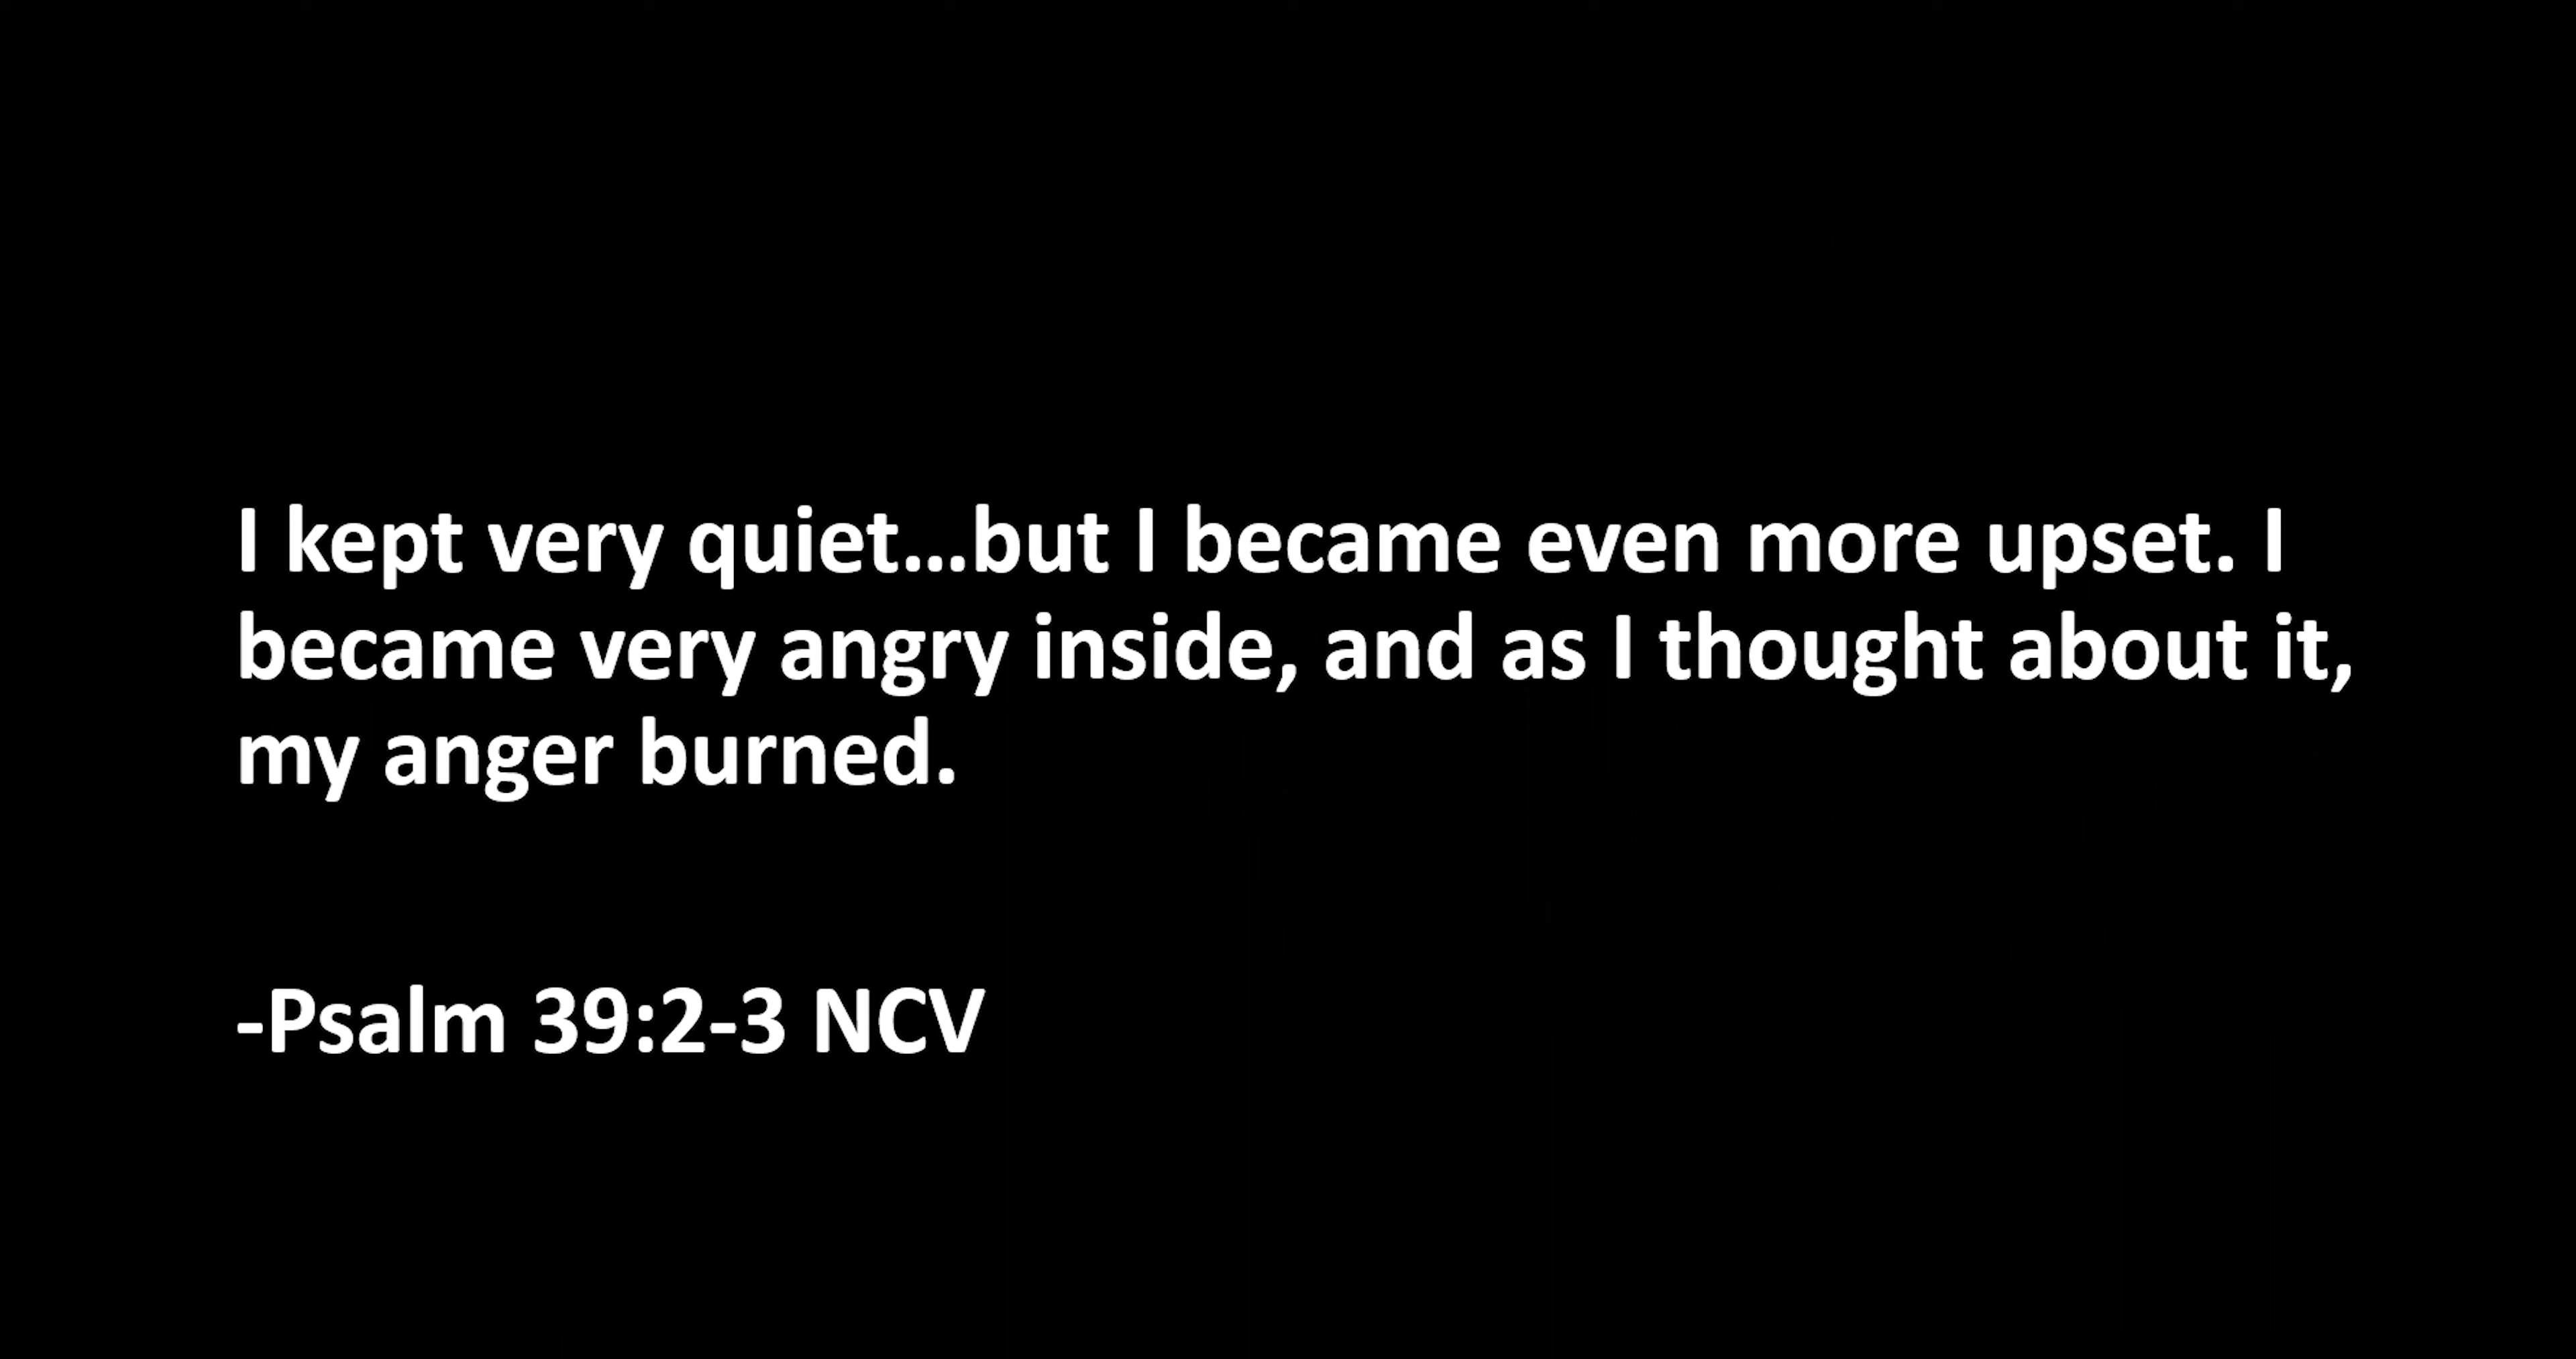 I kept very quiet...but I became even more upset. I
became very angry inside, and as I thought about it,
my anger burned.
-Psalm 39:2-3 NCV